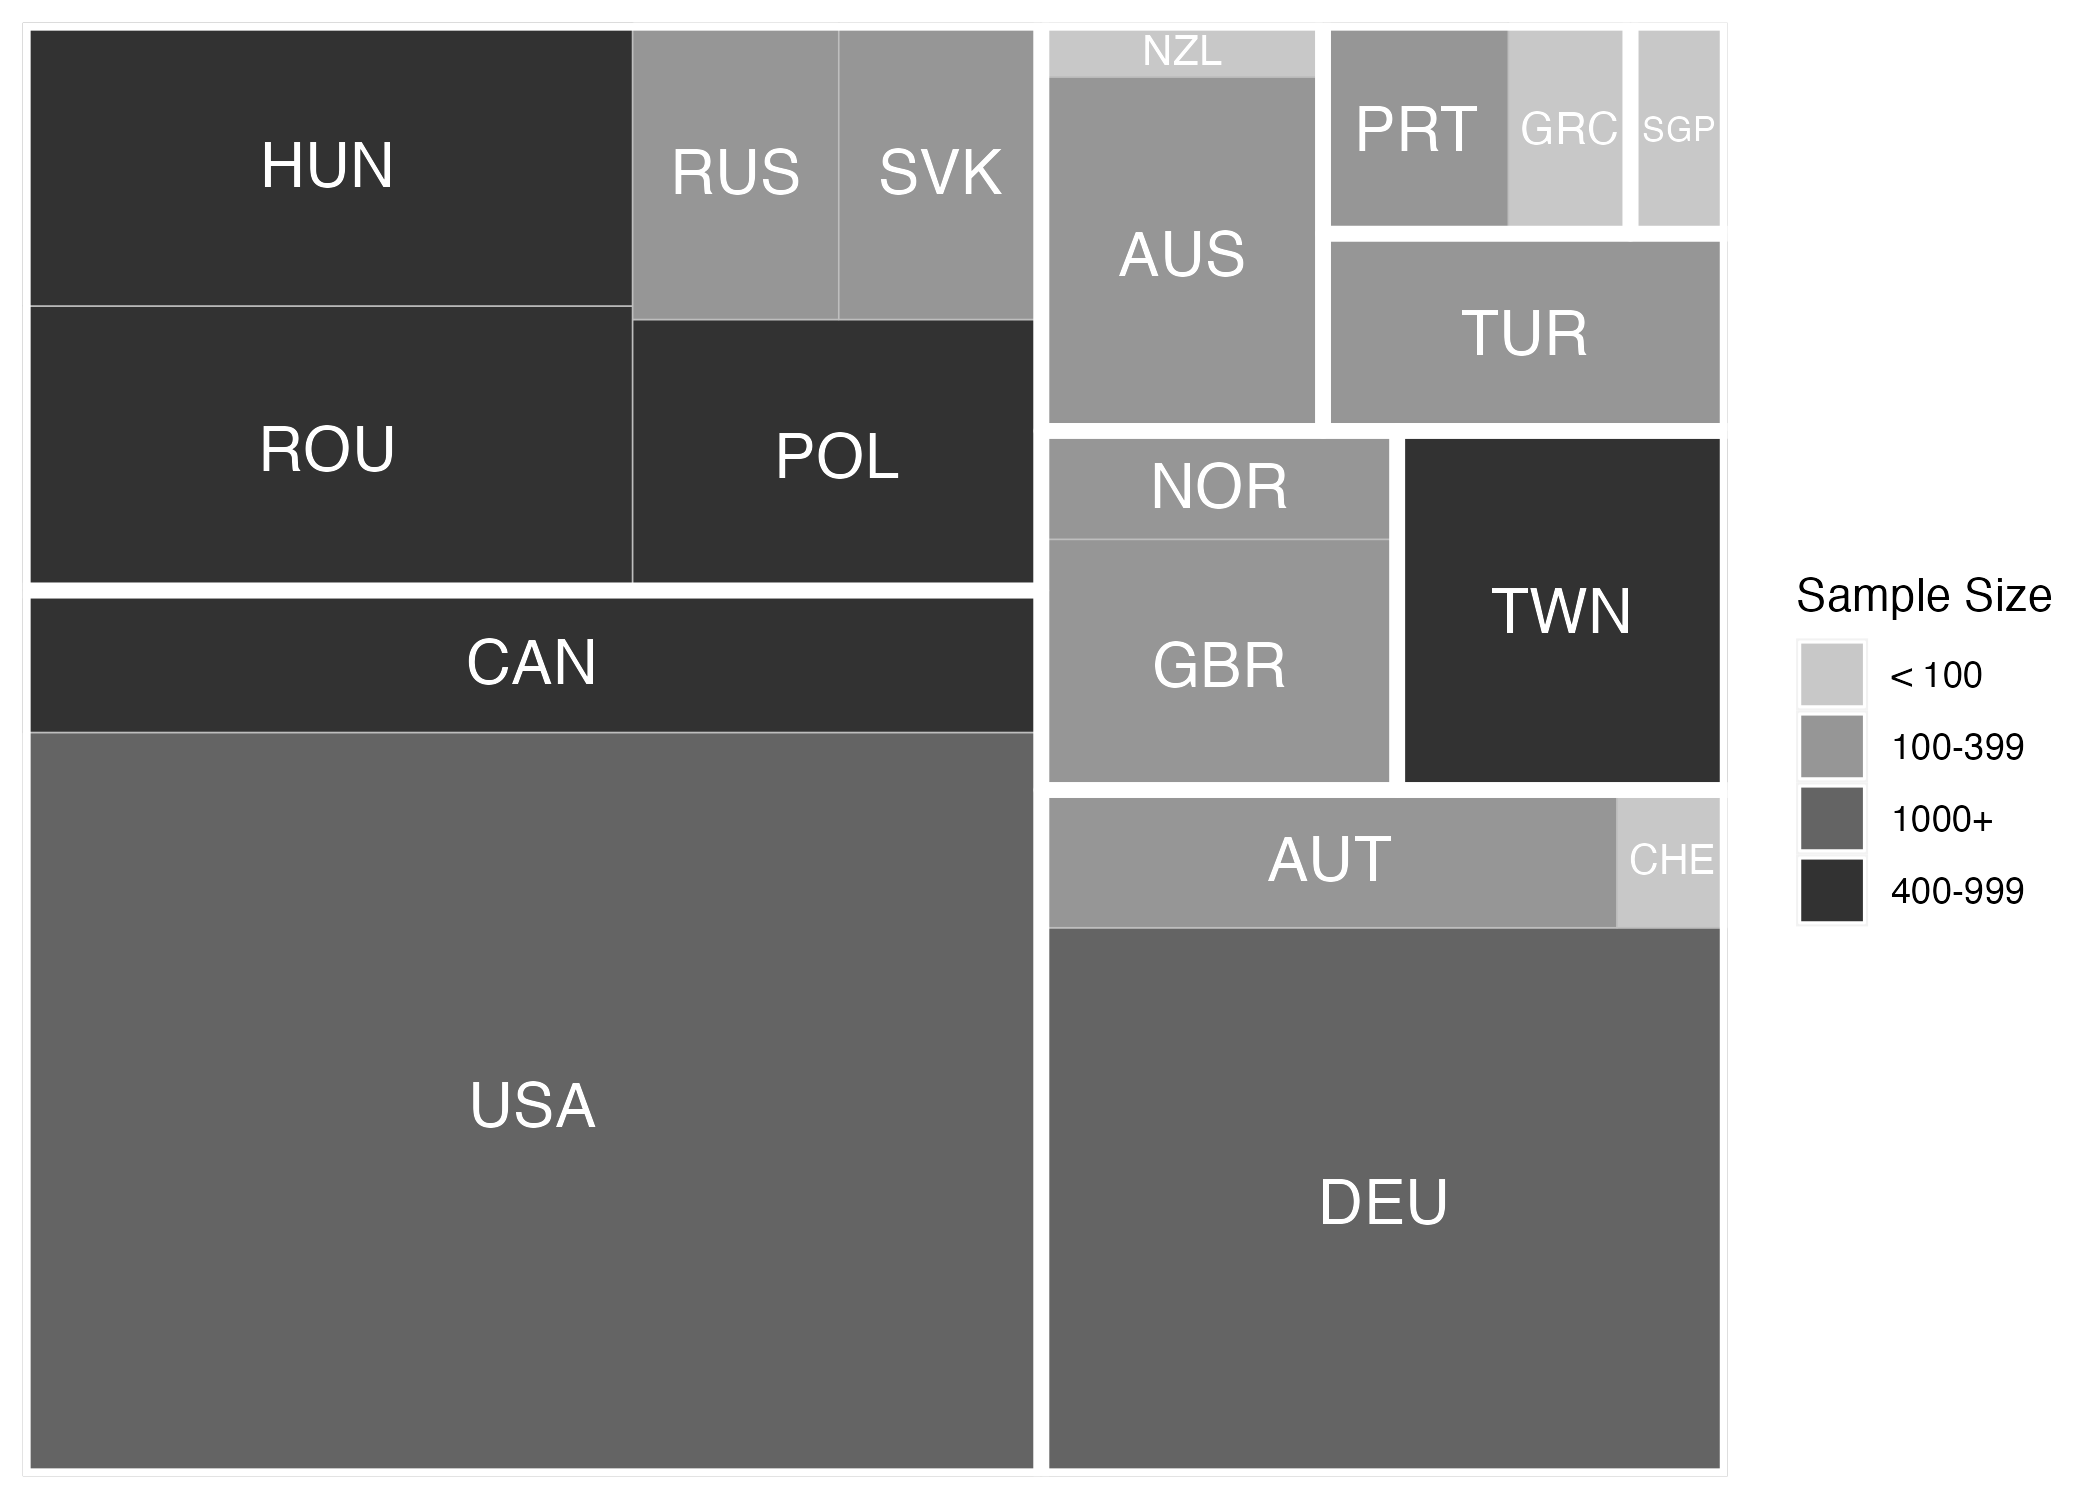 HUN
RUS
SVK
ROU
POL
CAN
USA
NZL
AUS
PRT
GRC
SGP
TUR
NOR
GBR
TWN
AUT
CHE
DEU
Sample Size
< 100
100-399
1000+
400-999